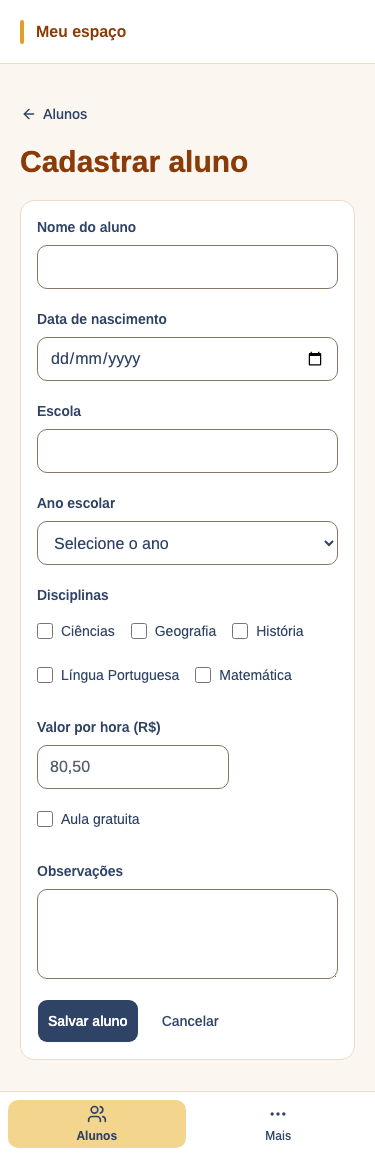 Meu espaço
Alunos
Cadastrar aluno
Nome do aluno
Data de nascimento
dd/mm/yyyy
Escola
Ano escolar
Selecione o ano
Disciplinas
Ciências Geografia História
Língua Portuguesa Matemática
Valor por hora (R$)
80,50
Aula gratuita
Observações
Salvar aluno Cancelar
Alunos Mais